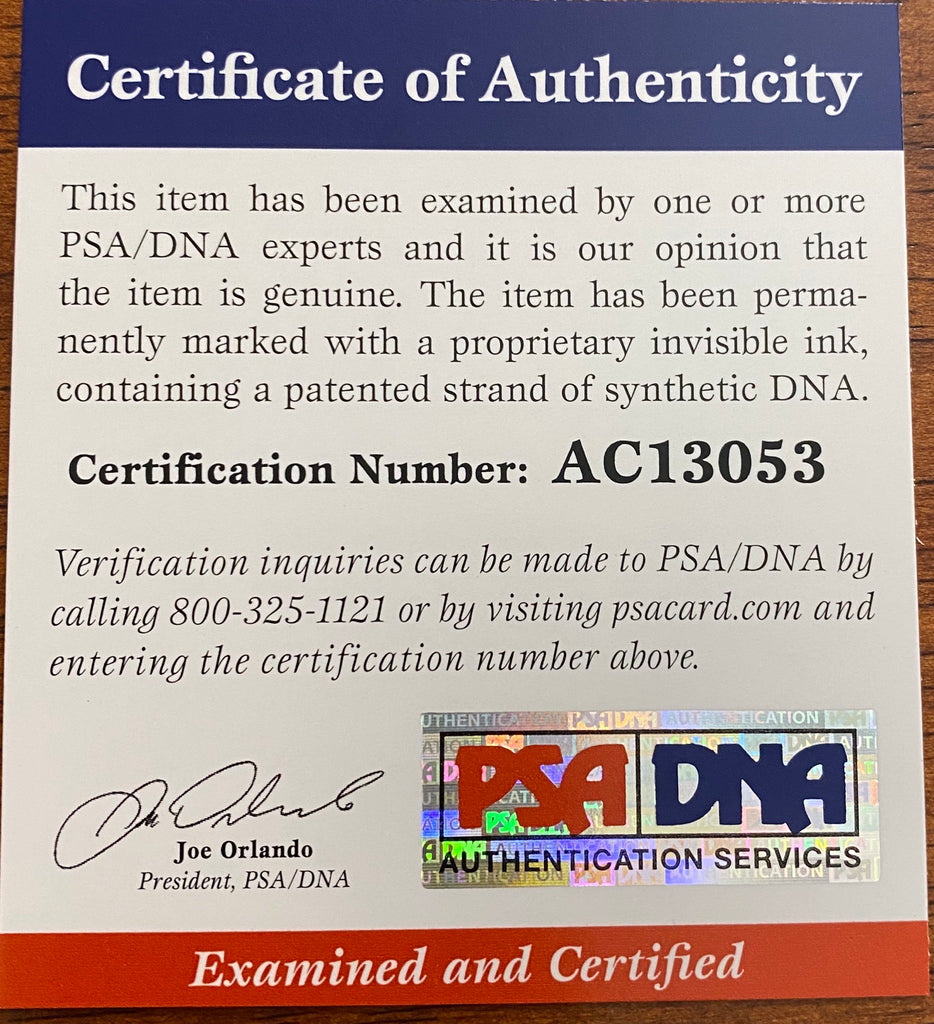 Certificate of Authenticity
This item has been examined by one or more
PSA/DNA experts and it is our opinion that
the item is genuine. The item has been perma-
nently marked with a proprietary invisible ink,
containing a patented strand of synthetic DNA.
Certification Number: AC13053
Verification inquiries can be made to PSA/DNA by
calling 800-325-1121 or by visiting psacard.com and
entering the certification number above.
Joe Orlando
President, PSA/DNA
PSA DNA
AUTHENTICATION SERVICES
Examined and Certified